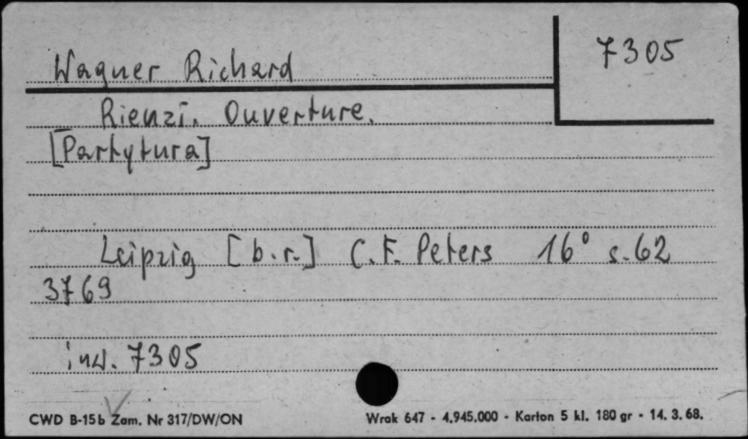 7305
Wagner Richard
Rienzi. Ouverture.
[Partytura]
Leipzig [b.r.] C.F. Peters 16° s.62
3769
inw. 7305
CWD B-15b Zam. Nr 317/DW/ON Wrak 647 - 4.945.000 - Karton 5 kl. 180 gr - 14. 3. 68.